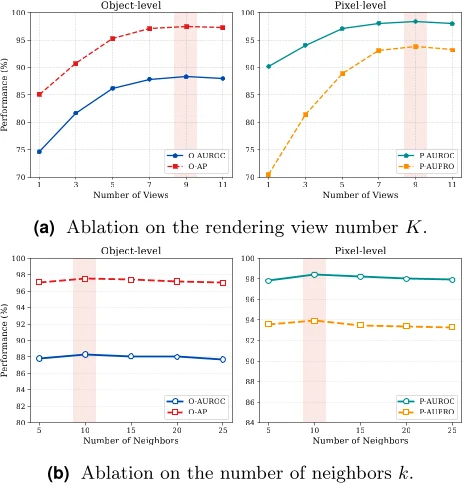 Object-level
Pixel-level
Performance (%)
100
95
90
85
80
75
70
1 3 5 7 9 11
Number of Views
O-AUROC
O-AP
100
95
90
85
80
75
70
1 3 5 7 9 11
Number of Views
P-AUROC
P-AUPRO
(a) Ablation on the rendering view number K.
Object-level
Pixel-level
Performance (%)
100
98
96
94
92
90
88
86
84
82
80
5 10 15 20 25
Number of Neighbors
O-AUROC
O-AP
100
98
96
94
92
90
88
86
84
5 10 15 20 25
Number of Neighbors
P-AUROC
P-AUPRO
(b) Ablation on the number of neighbors k.